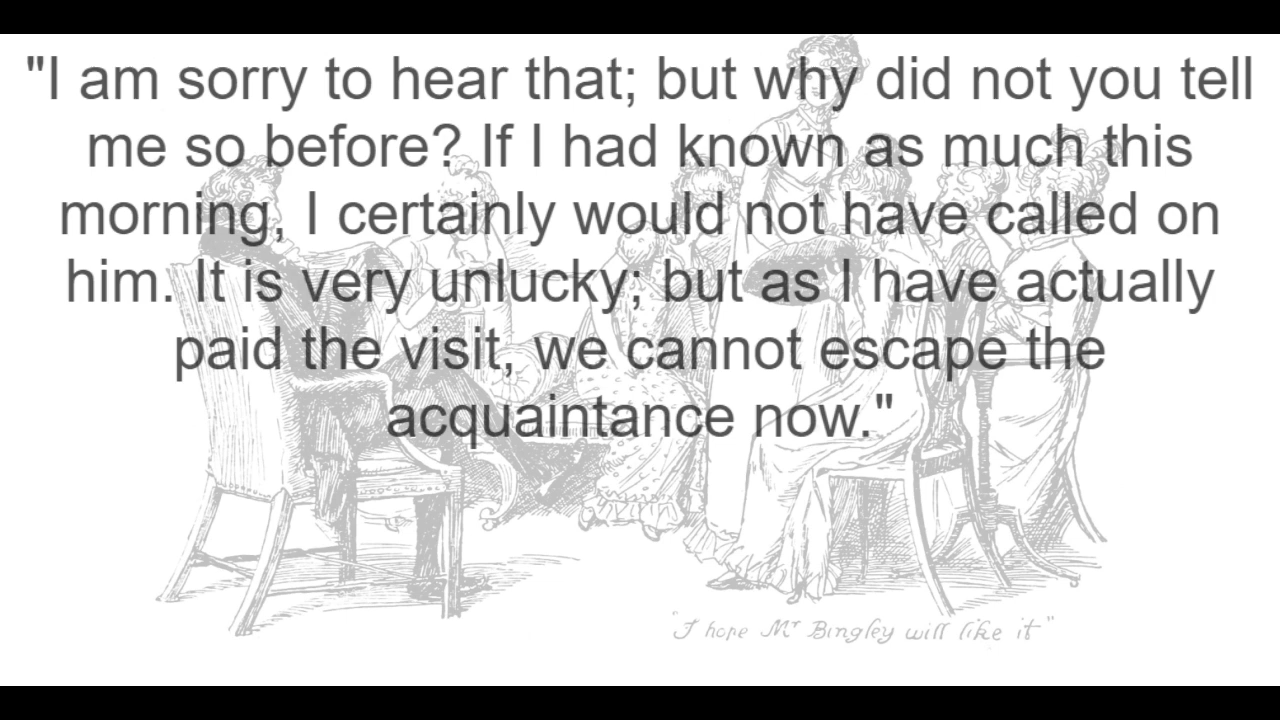 "I am sorry to hear that; but why did not you tell
me so before? If I had known as much this
morning, I certainly would not have called on
him. It is very unlucky; but as I have actually
paid the visit, we cannot escape the
acquaintance now."
"I hope Mr Bingley will like it"